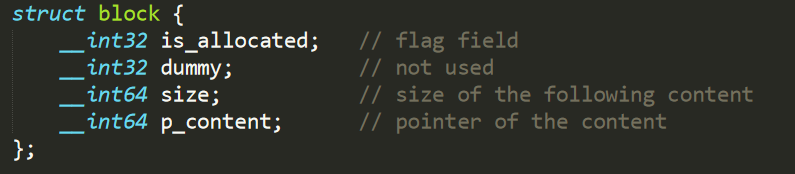 struct block {
    __int32 is_allocated;   // flag field
    __int32 dummy;          // not used
    __int64 size;           // size of the following content
    __int64 p_content;      // pointer of the content
};